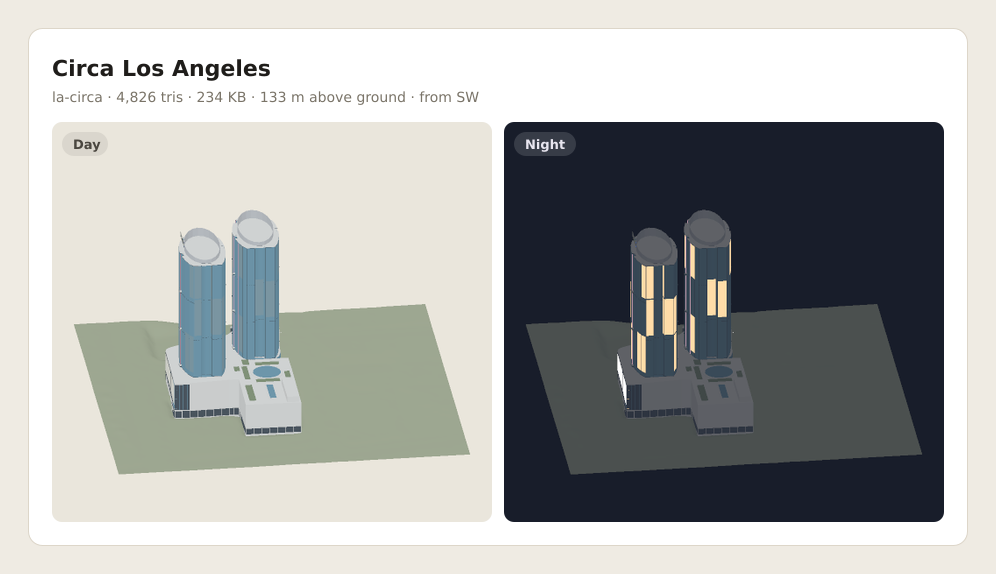 Circa Los Angeles
la-circa · 4,826 tris · 234 KB · 133 m above ground · from SW
Day
Night